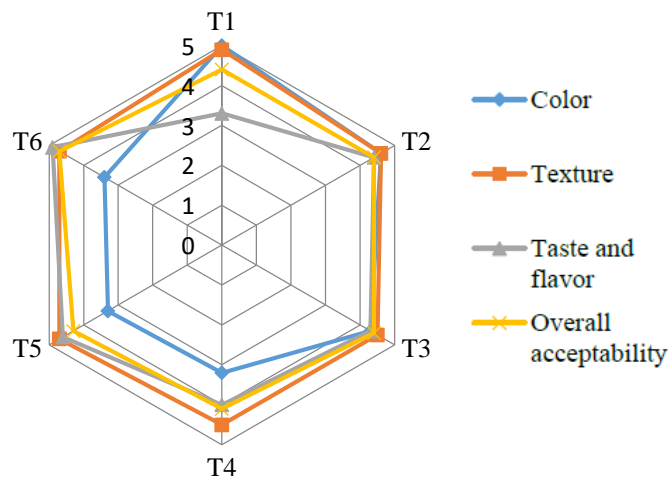 T1
5
4
3
2
1
0
T2
T3
T4
T5
T6
Color
Texture
Taste and
flavor
Overall
acceptability